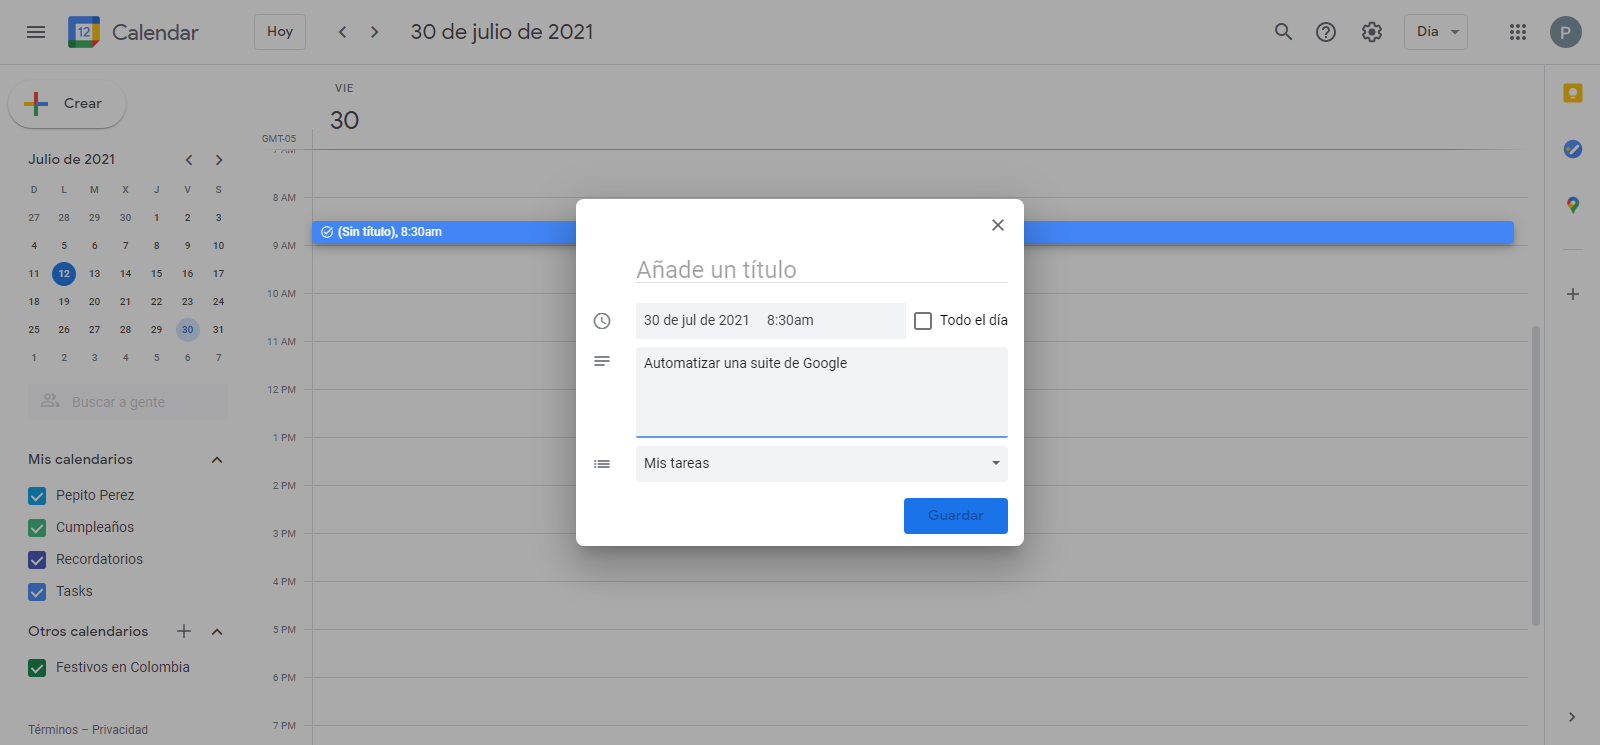 12 Calendar
Hoy
30 de julio de 2021
Día
P
Crear
VIE
30
GMT-05
Julio de 2021
D L M X J V S
27 28 29 30 1 2 3
4 5 6 7 8 9 10
11 12 13 14 15 16 17
18 19 20 21 22 23 24
25 26 27 28 29 30 31
1 2 3 4 5 6 7
Buscar a gente
Mis calendarios
Pepito Perez
Cumpleaños
Recordatorios
Tasks
Otros calendarios
Festivos en Colombia
Términos – Privacidad
7 AM
8 AM
(Sin título), 8:30am
9 AM
10 AM
11 AM
12 PM
1 PM
2 PM
3 PM
4 PM
5 PM
6 PM
7 PM
Añade un título
30 de jul de 2021 8:30am
Todo el día
Automatizar una suite de Google
Mis tareas
Guardar